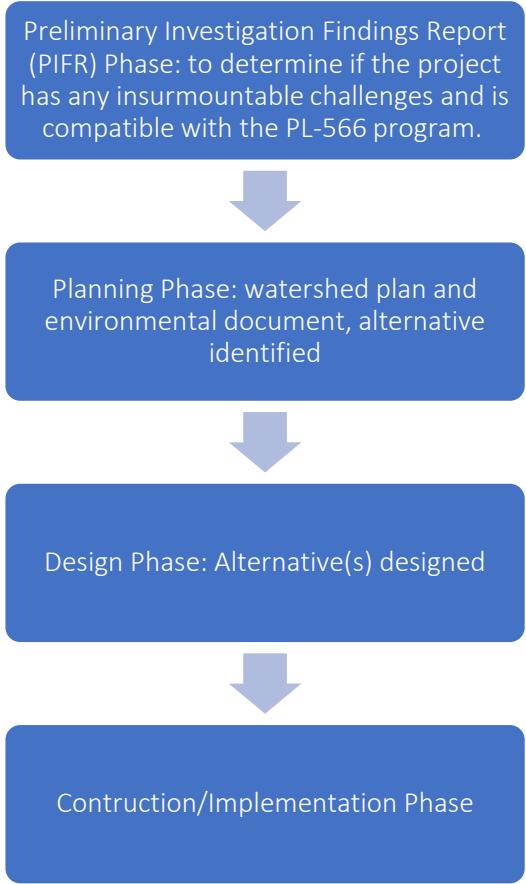 Preliminary Investigation Findings Report
(PIFR) Phase: to determine if the project
has any insurmountable challenges and is
compatible with the PL-566 program.
Planning Phase: watershed plan and
environmental document, alternative
identified
Design Phase: Alternative(s) designed
Contruction/Implementation Phase